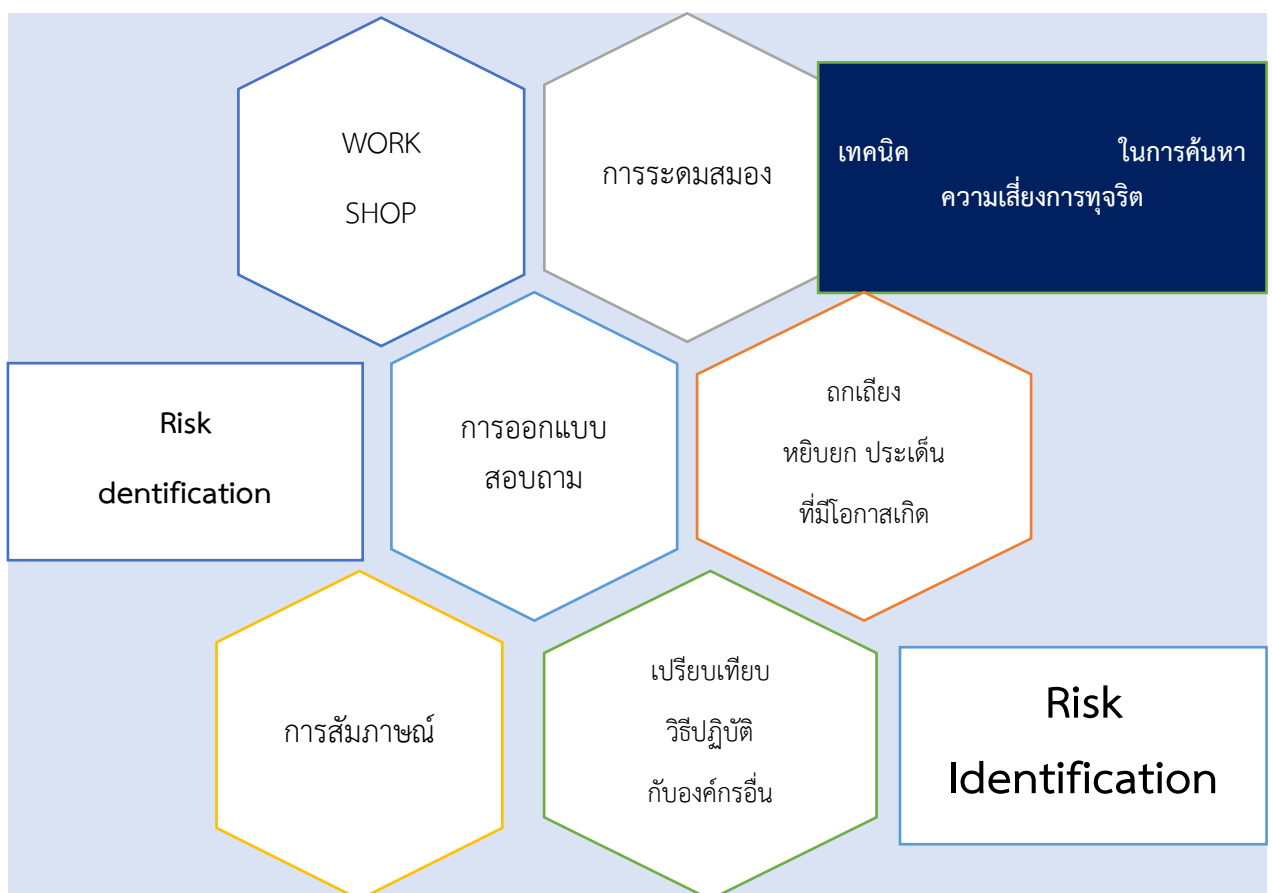 WORK
SHOP
การระดมสมอง
เทคนิค ในการค้นหา
ความเสี่ยงการทุจริต
Risk
dentification
การออกแบบ
สอบถาม
ถกเถียง
หยิบยก ประเด็น
ที่มีโอกาสเกิด
การสัมภาษณ์
เปรียบเทียบ
วิธีปฏิบัติ
กับองค์กรอื่น
Risk
Identification